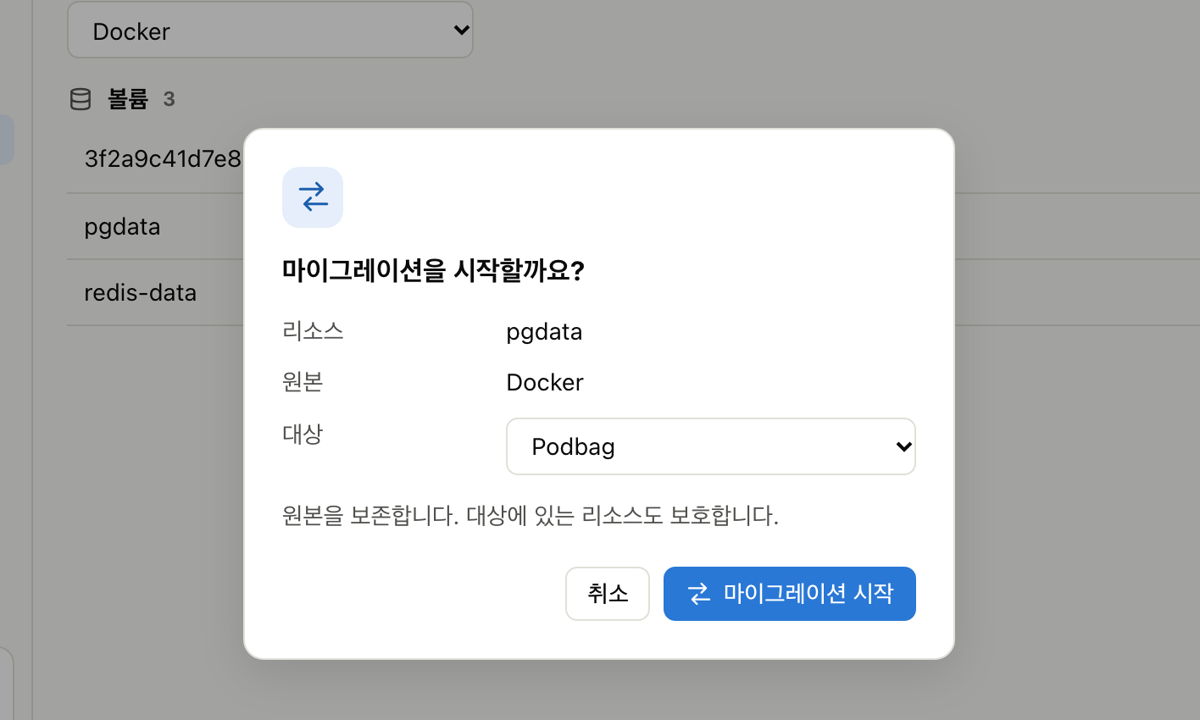 Docker
볼륨 3
3f2a9c41d7e8
pgdata
redis-data
마이그레이션을 시작할까요?
리소스 pgdata
원본 Docker
대상 Podbag
원본을 보존합니다. 대상에 있는 리소스도 보호합니다.
취소 마이그레이션 시작